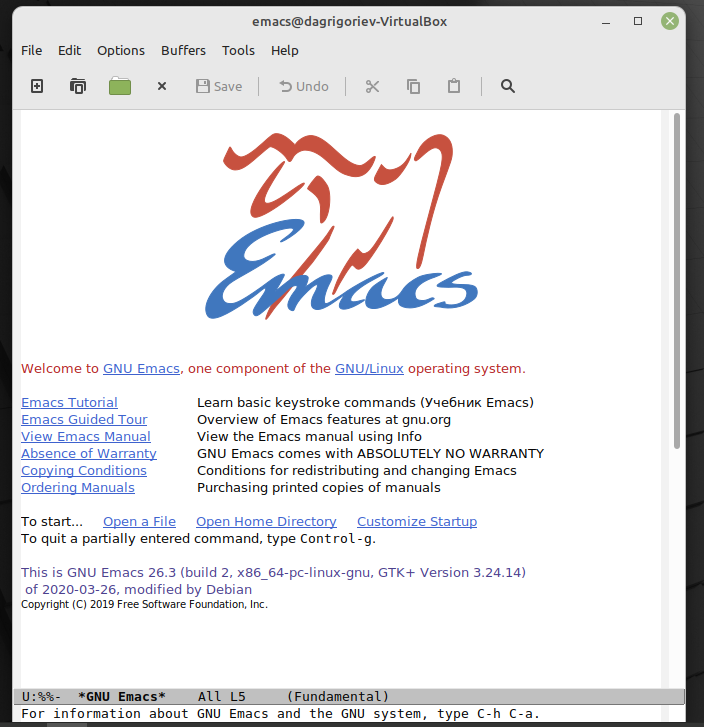 emacs@dagrigoriev-VirtualBox
File Edit Options Buffers Tools Help
Save Undo
Emacs
Welcome to GNU Emacs, one component of the GNU/Linux operating system.
Emacs Tutorial Learn basic keystroke commands (Учебник Emacs)
Emacs Guided Tour Overview of Emacs features at gnu.org
View Emacs Manual View the Emacs manual using Info
Absence of Warranty GNU Emacs comes with ABSOLUTELY NO WARRANTY
Copying Conditions Conditions for redistributing and changing Emacs
Ordering Manuals Purchasing printed copies of manuals
To start... Open a File Open Home Directory Customize Startup
To quit a partially entered command, type Control-g.
This is GNU Emacs 26.3 (build 2, x86_64-pc-linux-gnu, GTK+ Version 3.24.14)
of 2020-03-26, modified by Debian
Copyright (C) 2019 Free Software Foundation, Inc.
U:%%- *GNU Emacs* All L5 (Fundamental)
For information about GNU Emacs and the GNU system, type C-h C-a.